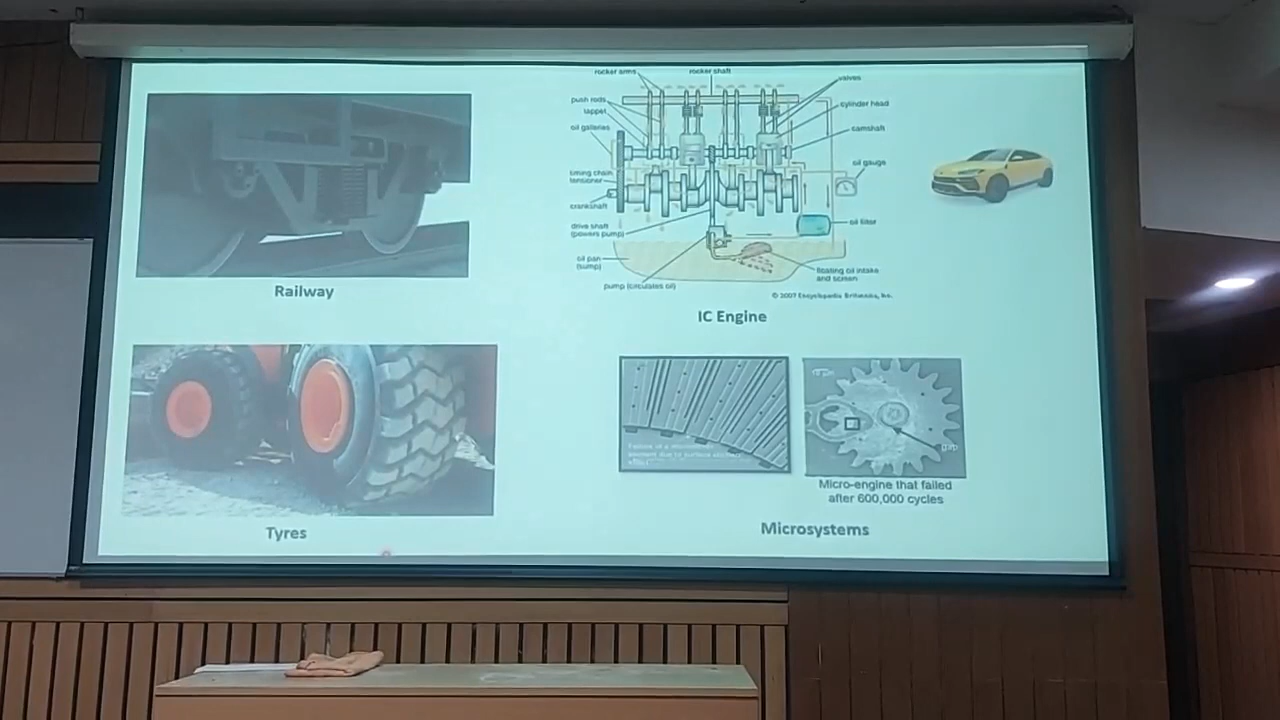 rocker arms
rocker shaft
valves
push rods
cylinder head
tappet
oil galleries
camshaft
oil gauge
timing chain
tensioner
crankshaft
drive shaft
(powers pump)
oil filter
oil pan
(sump)
floating oil intake
and screen
pump (circulates oil)
© 2007 Encyclopædia Britannica, Inc.
Railway
IC Engine
gap
Micro-engine that failed
after 600,000 cycles
Tyres
Microsystems